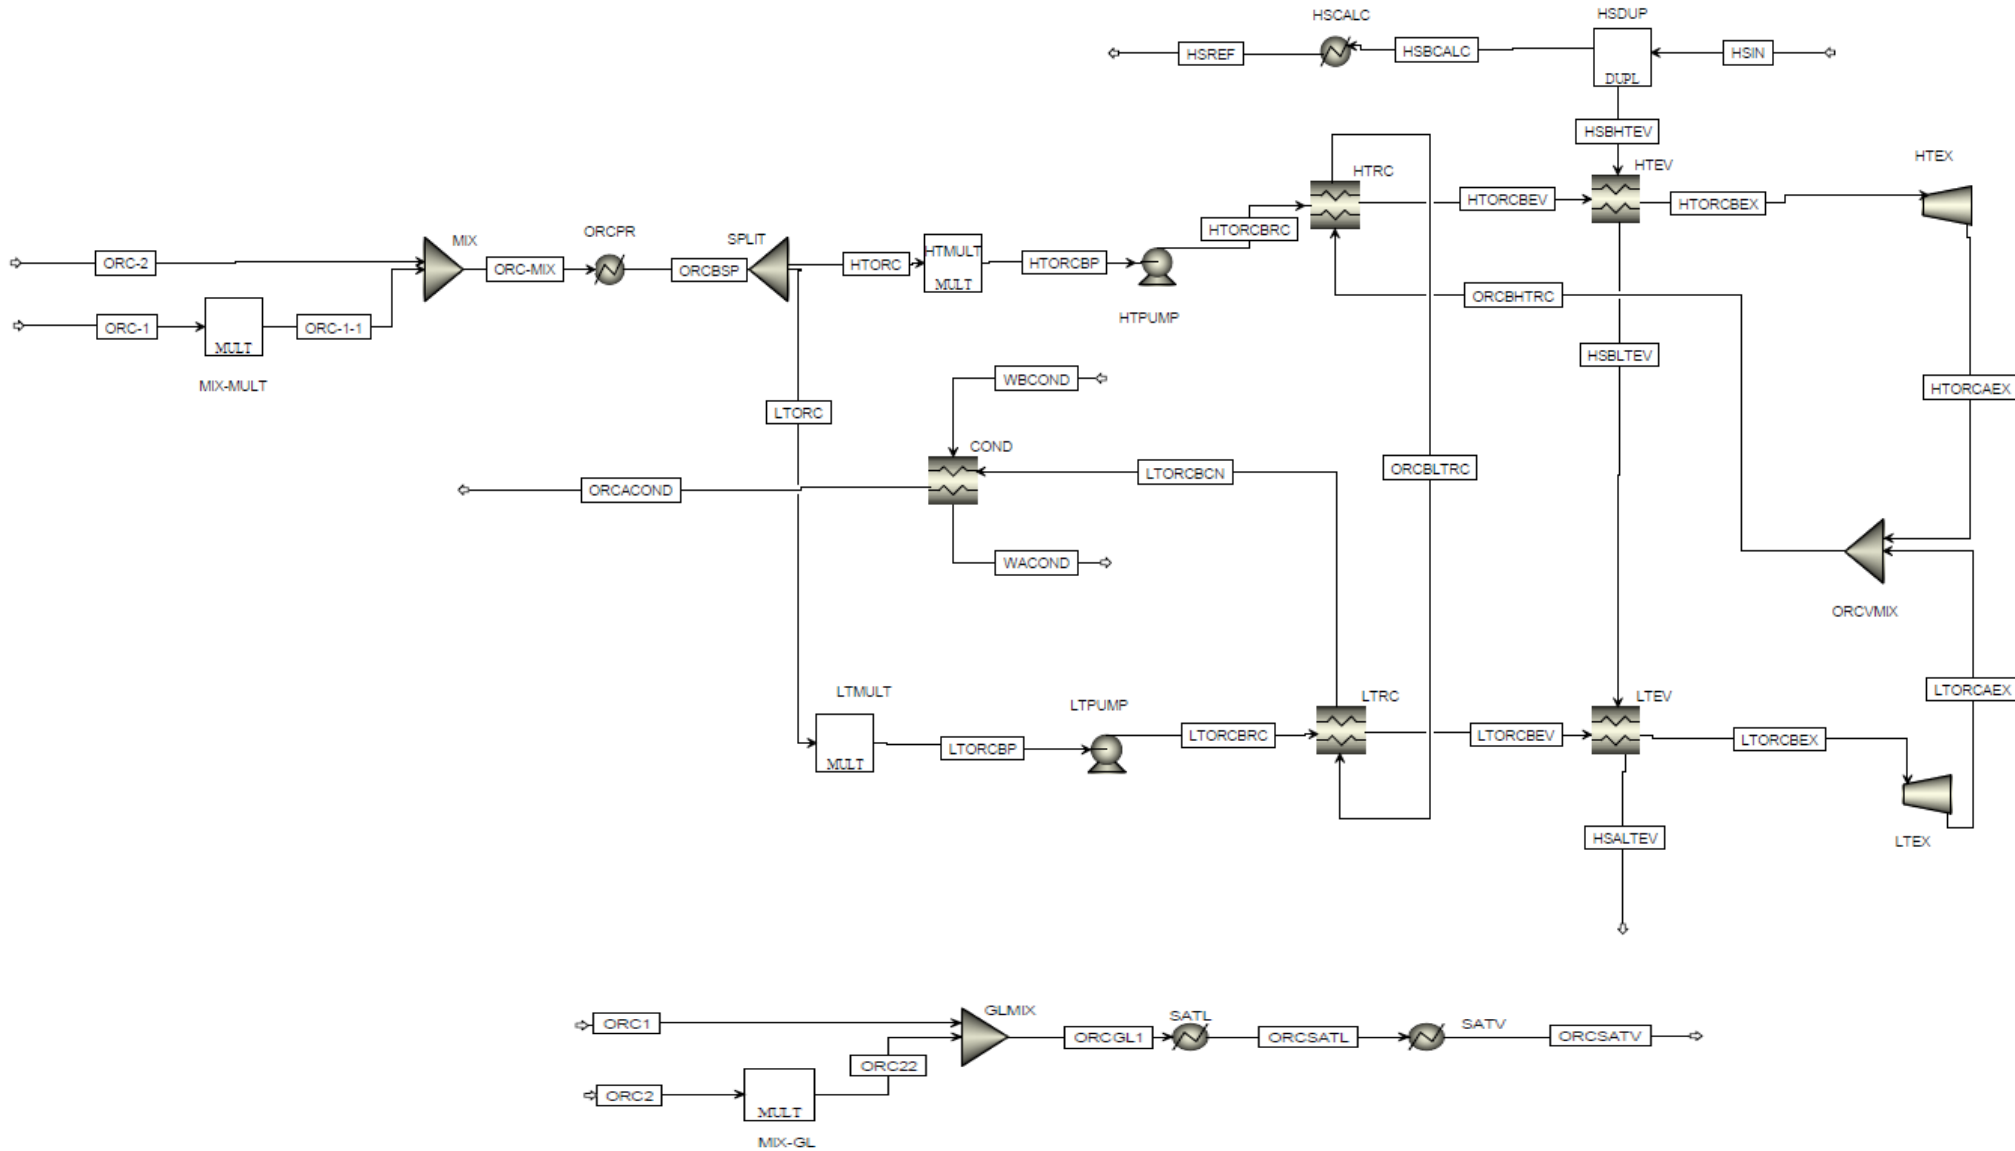 HSCALC
HSDUP
HSREF
HSBCALC
HSIN
DUPL
HSBHTEV
HTRC
HTEV
HTEX
HTORCBEV
HTORCBEX
HTORCBRC
ORC-2
MIX
ORC-MIX
ORCPR
ORCBSP
SPLIT
HTORC
HTMULT
MULT
HTORCBP
HTPUMP
ORCBHTRC
ORC-1
MULT
ORC-1-1
MIX-MULT
HSBLTEV
WBCOND
HTORCAEX
LTORC
COND
LTORCBCN
ORCBLTRC
ORCACOND
WACOND
ORCVMIX
LTMULT
LTPUMP
LTRC
LTEV
LTORCAEX
MULT
LTORCBP
LTORCBRC
LTORCBEV
LTORCBEX
HSALTEV
LTEX
ORC1
GLMIX
ORCGL1
SATL
ORCSATL
SATV
ORCSATV
ORC22
ORC2
MULT
MIX-GL